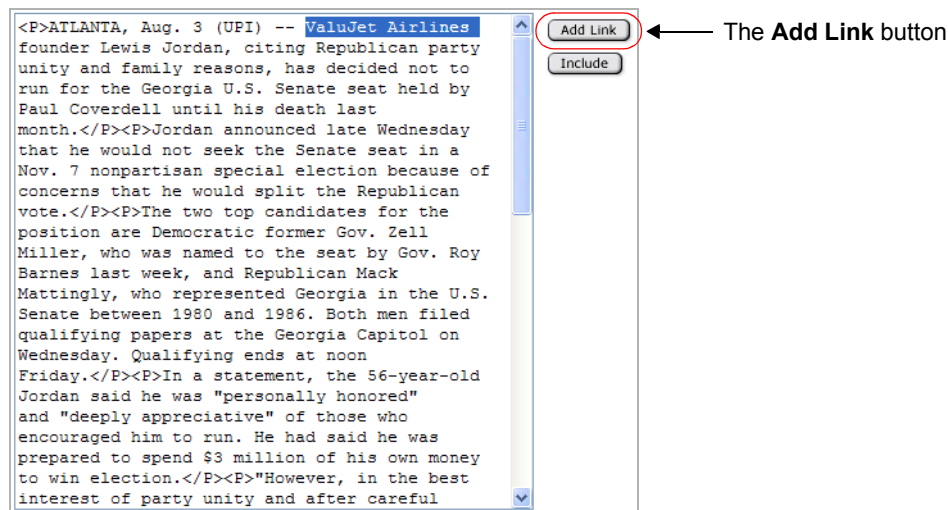 <P>ATLANTA, Aug. 3 (UPI) -- ValuJet Airlines
founder Lewis Jordan, citing Republican party
unity and family reasons, has decided not to
run for the Georgia U.S. Senate seat held by
Paul Coverdell until his death last
month.</P><P>Jordan announced late Wednesday
that he would not seek the Senate seat in a
Nov. 7 nonpartisan special election because of
concerns that he would split the Republican
vote.</P><P>The two top candidates for the
position are Democratic former Gov. Zell
Miller, who was named to the seat by Gov. Roy
Barnes last week, and Republican Mack
Mattingly, who represented Georgia in the U.S.
Senate between 1980 and 1986. Both men filed
qualifying papers at the Georgia Capitol on
Wednesday. Qualifying ends at noon
Friday.</P><P>In a statement, the 56-year-old
Jordan said he was "personally honored"
and "deeply appreciative" of those who
encouraged him to run. He had said he was
prepared to spend $3 million of his own money
to win election.</P><P>"However, in the best
interest of party unity and after careful
Add Link
Include
The Add Link button